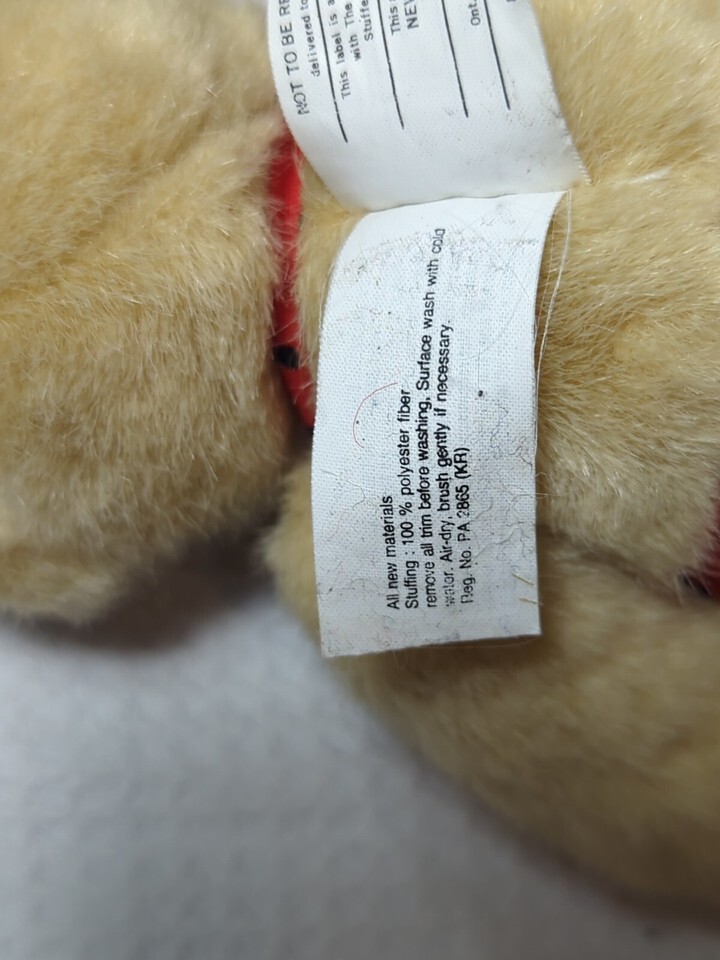 NOT TO BE RE
delivered to
This label is a
with The
Stuffe
This
NEW
Ont.
All new materials
Stuffing : 100 % polyester fiber
remove all trim before washing, Surface wash with cold
water. Air-dry, brush gently if necessary.
Reg. No. PA 2865 (KR)